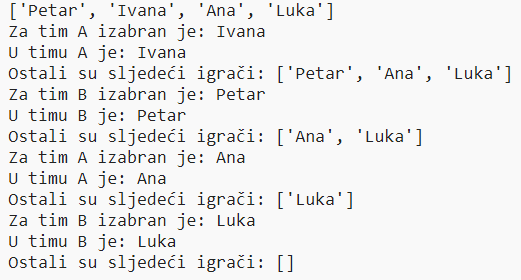 ['Petar', 'Ivana', 'Ana', 'Luka']
Za tim A izabran je: Ivana
U timu A je: Ivana
Ostali su sljedeći igrači: ['Petar', 'Ana', 'Luka']
Za tim B izabran je: Petar
U timu B je: Petar
Ostali su sljedeći igrači: ['Ana', 'Luka']
Za tim A izabran je: Ana
U timu A je: Ana
Ostali su sljedeći igrači: ['Luka']
Za tim B izabran je: Luka
U timu B je: Luka
Ostali su sljedeći igrači: []